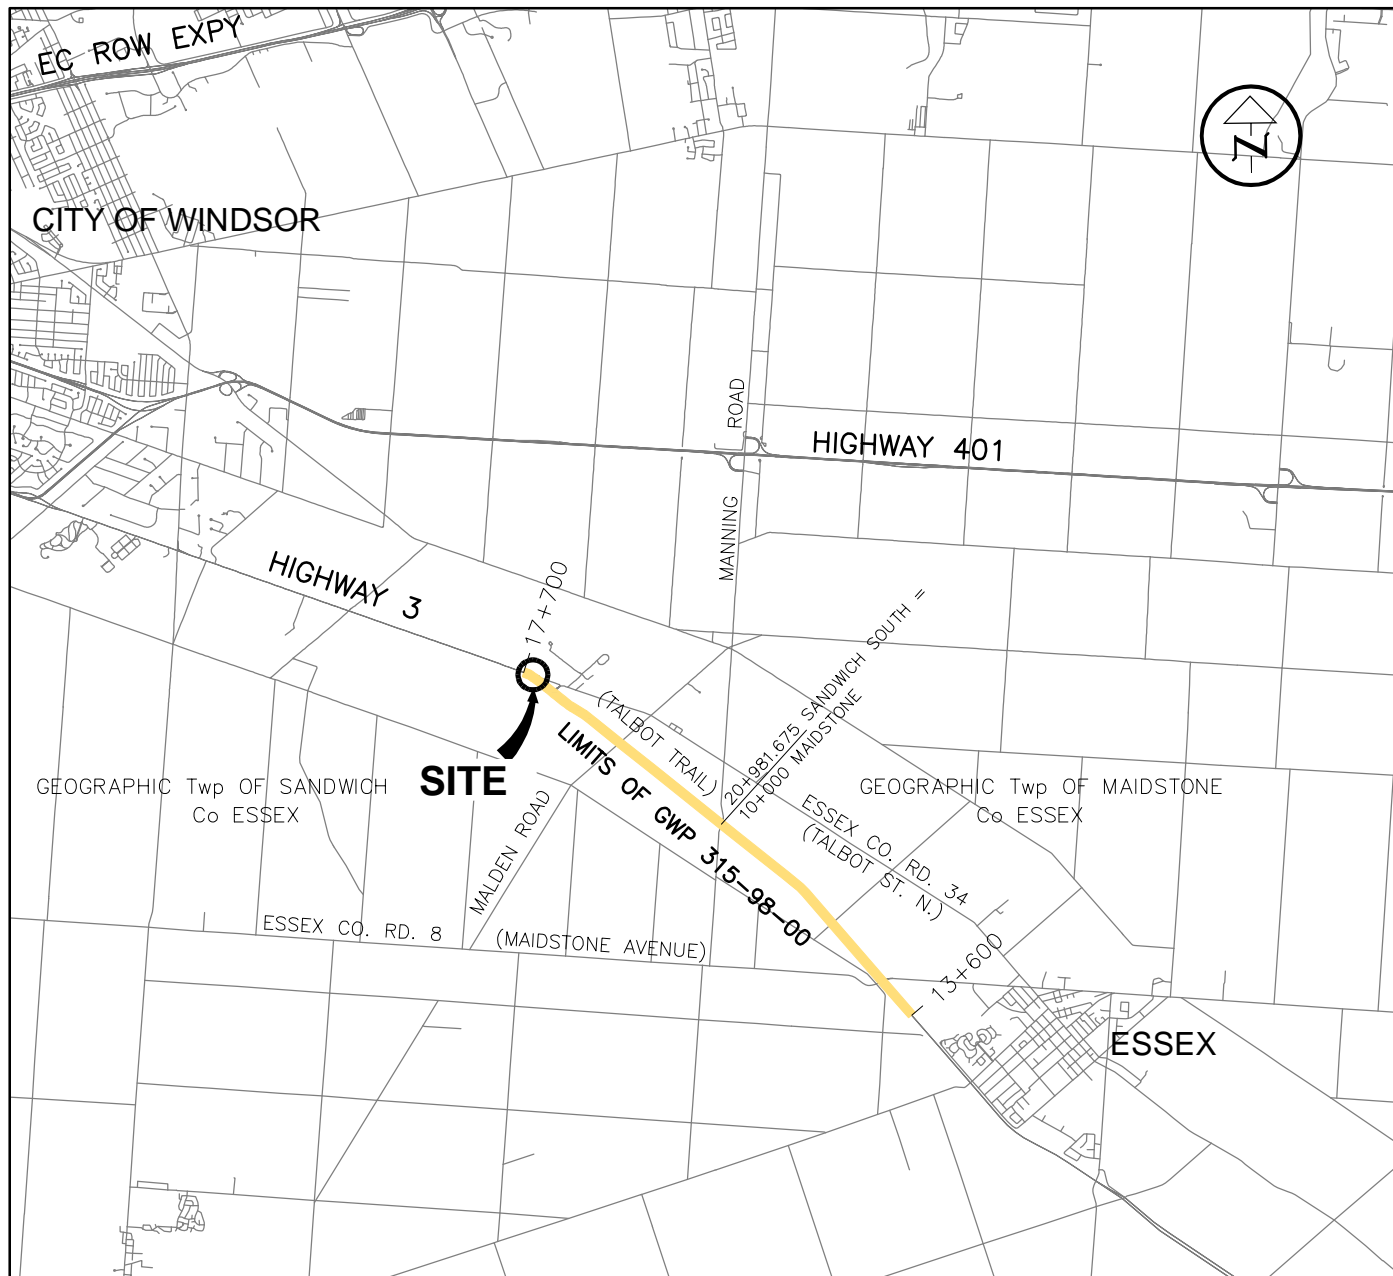 EC ROW EXPY
N
CITY OF WINDSOR
ROAD
HIGHWAY 401
MANNING
HIGHWAY 3
17+700
20+981.675 SANDWICH SOUTH =
10+000 MAIDSTONE
(TALBOT TRAIL)
SITE
LIMITS OF GWP 315-98-00
GEOGRAPHIC Twp OF SANDWICH
Co ESSEX
GEOGRAPHIC Twp OF MAIDSTONE
Co ESSEX
MALDEN ROAD
ESSEX CO. RD. 34
(TALBOT ST. N.)
ESSEX CO. RD. 8
(MAIDSTONE AVENUE)
13+600
ESSEX